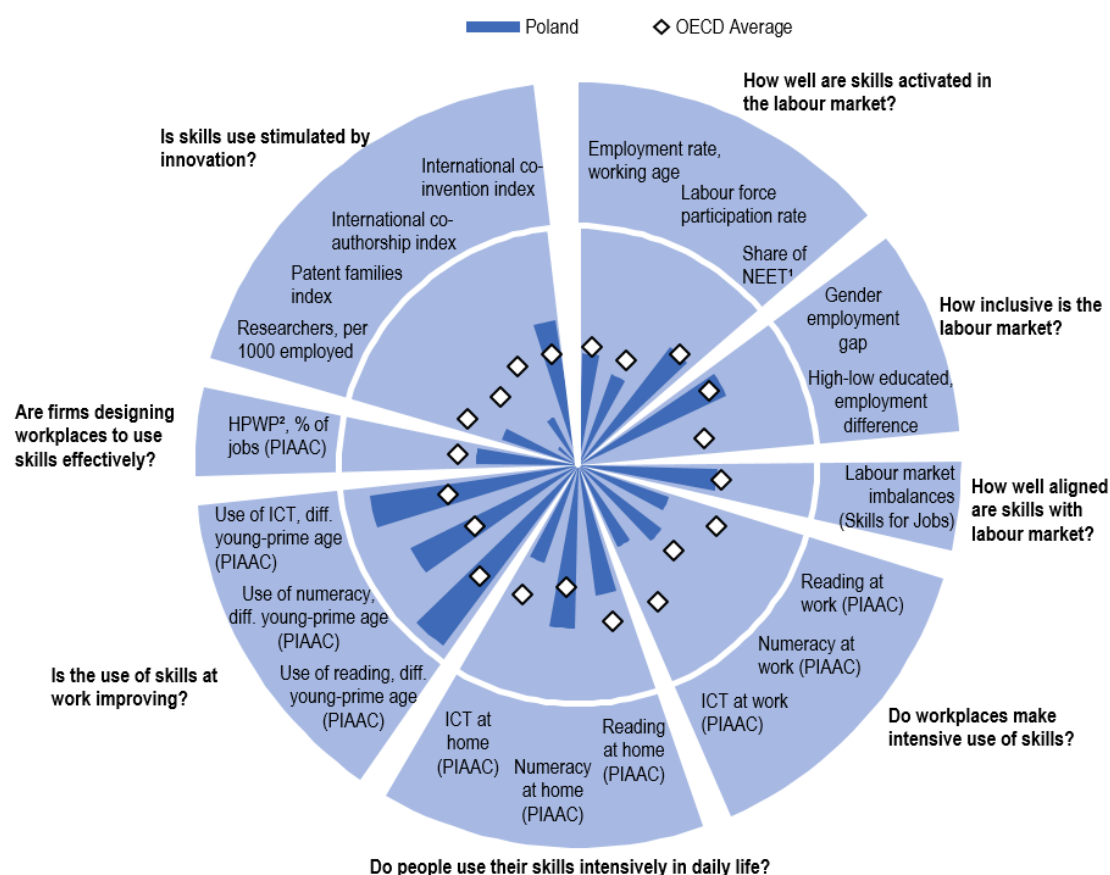 Poland
OECD Average
How well are skills activated in
the labour market?
Employment rate,
working age
Labour force
participation rate
Share of
NEET¹
How inclusive is the
labour market?
Gender
employment
gap
High-low educated,
employment
difference
How well aligned
are skills with
labour market?
Labour market
imbalances
(Skills for Jobs)
Do workplaces make
intensive use of skills?
Reading at
work (PIAAC)
Numeracy at
work (PIAAC)
ICT at work
(PIAAC)
Do people use their skills intensively in daily life?
Reading
at home
(PIAAC)
Numeracy
at home
(PIAAC)
ICT at
home
(PIAAC)
Is the use of skills at
work improving?
Use of reading, diff.
young-prime age
(PIAAC)
Use of numeracy,
diff. young-prime age
(PIAAC)
Use of ICT, diff.
young-prime age
(PIAAC)
Are firms designing
workplaces to use
skills effectively?
HPWP², % of
jobs (PIAAC)
Is skills use stimulated by
innovation?
Researchers, per
1000 employed
Patent families
index
International co-
authorship index
International co-
invention index